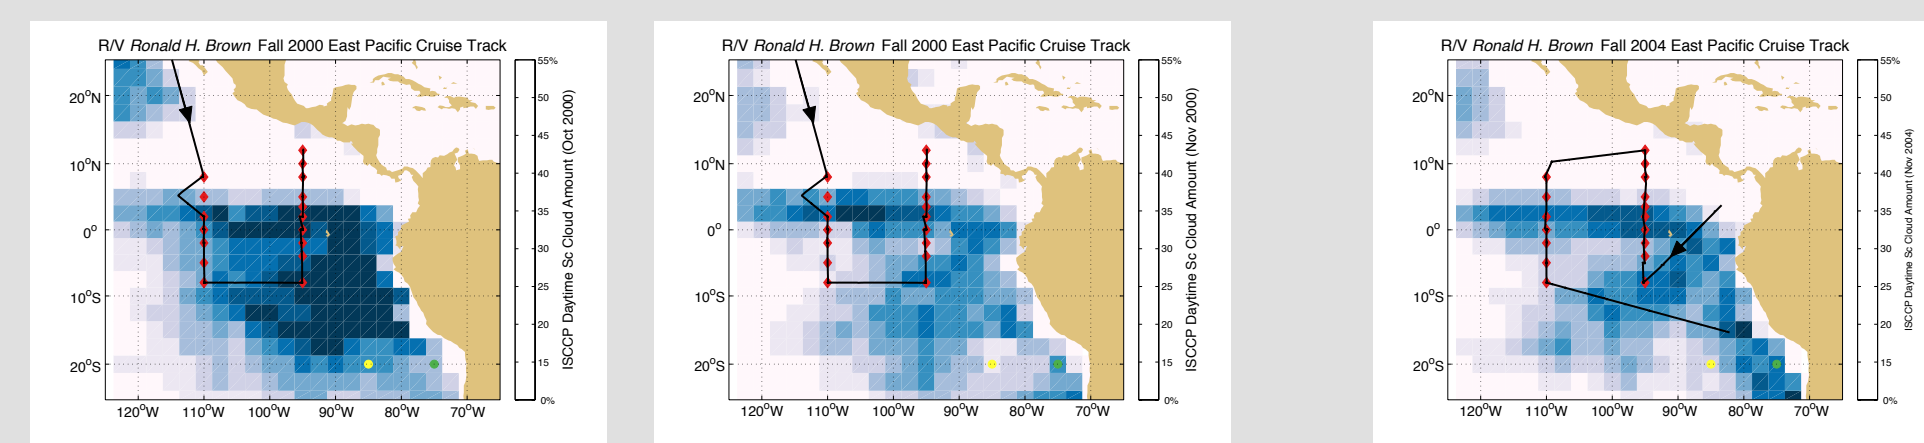 R/V Ronald H. Brown Fall 2000 East Pacific Cruise Track
20°N
10°N
0°
10°S
20°S
120°W 110°W 100°W 90°W 80°W 70°W
55%
50
45
40
35
30
25
20
15
0%
ISCCP Daytime Sc Cloud Amount (Oct 2000)
R/V Ronald H. Brown Fall 2000 East Pacific Cruise Track
20°N
10°N
0°
10°S
20°S
120°W 110°W 100°W 90°W 80°W 70°W
55%
50
45
40
35
30
25
20
15
0%
ISCCP Daytime Sc Cloud Amount (Nov 2000)
R/V Ronald H. Brown Fall 2004 East Pacific Cruise Track
20°N
10°N
0°
10°S
20°S
120°W 110°W 100°W 90°W 80°W 70°W
55%
50
45
40
35
30
25
20
15
0%
ISCCP Daytime Sc Cloud Amount (Nov 2004)